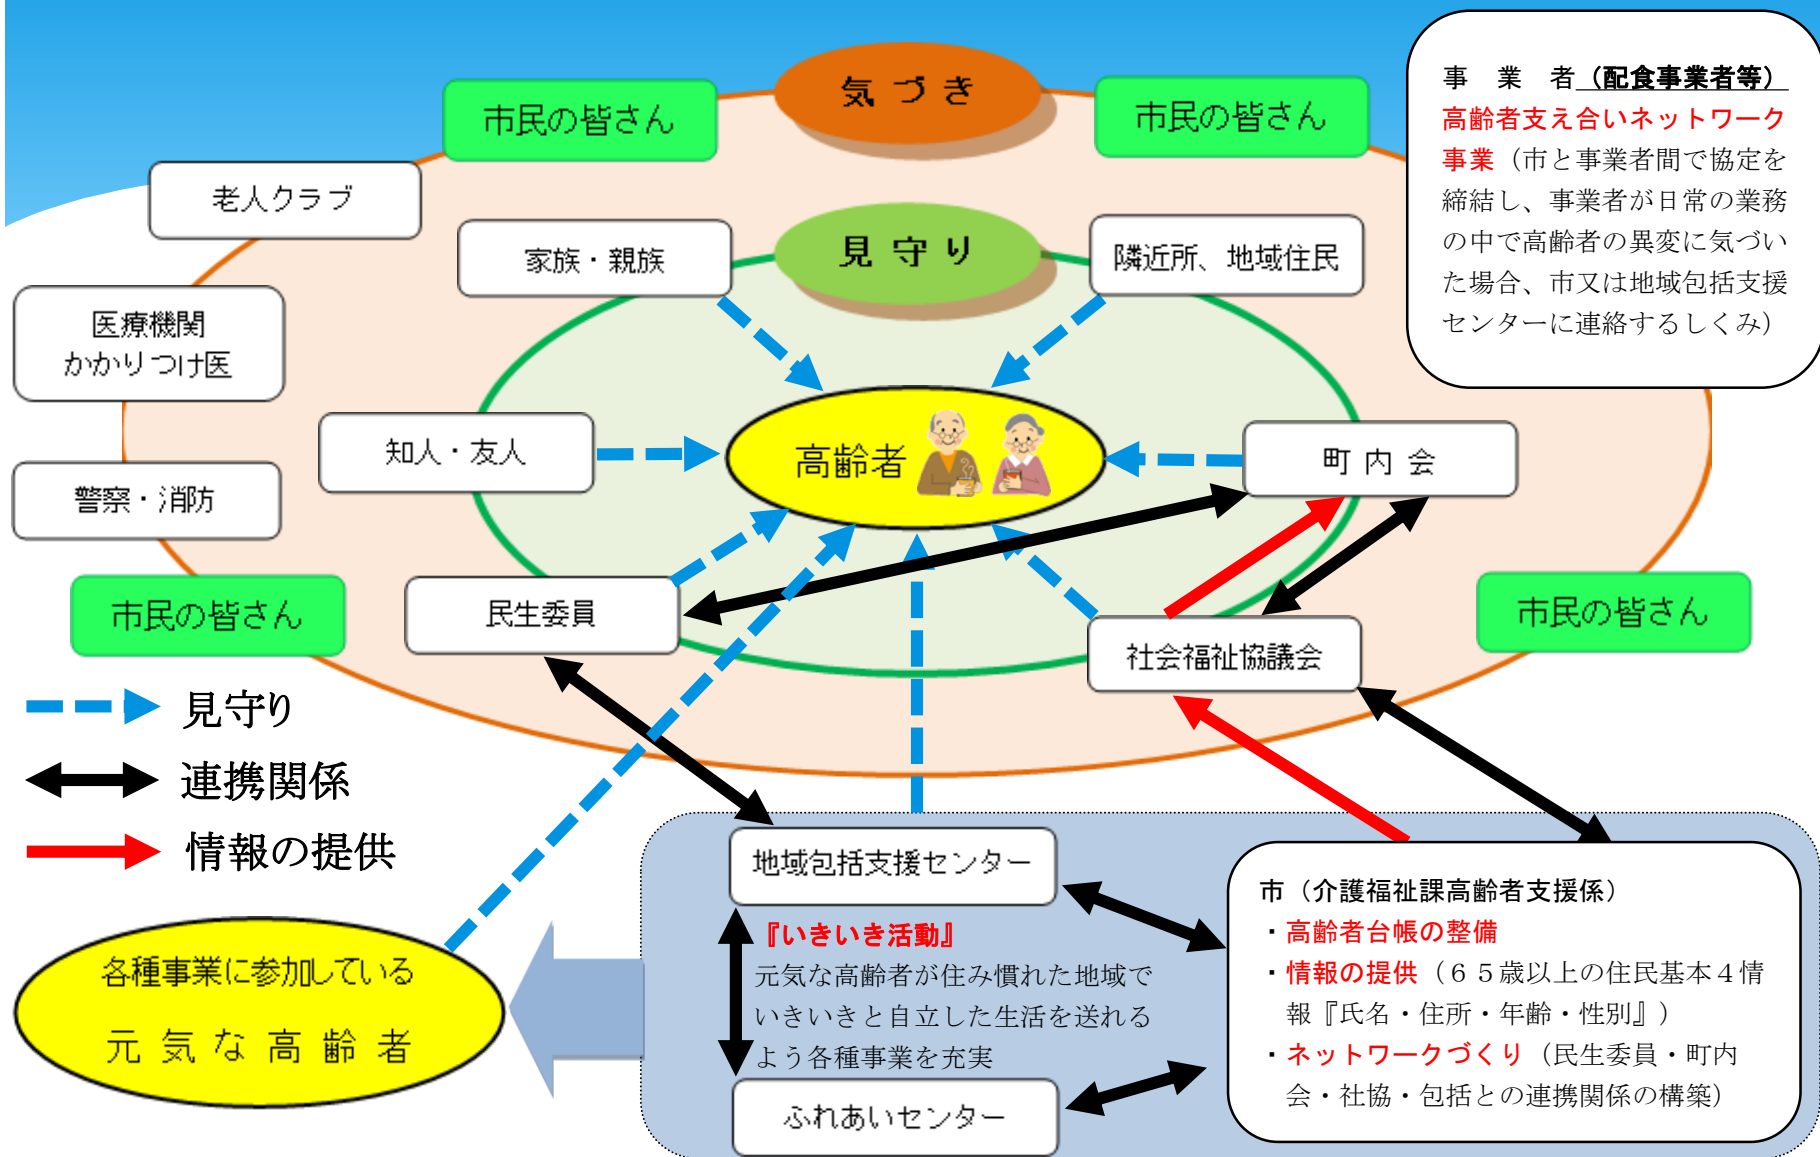 気づき
市民の皆さん
市民の皆さん
事　業　者（配食事業者等）
高齢者支え合いネットワーク
事業（市と事業者間で協定を
締結し、事業者が日常の業務
の中で高齢者の異変に気づい
た場合、市又は地域包括支援
センターに連絡するしくみ）
老人クラブ
家族・親族
見守り
隣近所、地域住民
医療機関
かかりつけ医
知人・友人
高齢者
町内会
警察・消防
市民の皆さん
民生委員
社会福祉協議会
市民の皆さん
見守り
連携関係
情報の提供
地域包括支援センター
『いきいき活動』
元気な高齢者が住み慣れた地域で
いきいきと自立した生活を送れる
よう各種事業を充実
ふれあいセンター
市（介護福祉課高齢者支援係）
・高齢者台帳の整備
・情報の提供（６５歳以上の住民基本４情
報『氏名・住所・年齢・性別』）
・ネットワークづくり（民生委員・町内
会・社協・包括との連携関係の構築）
各種事業に参加している
元気な高齢者